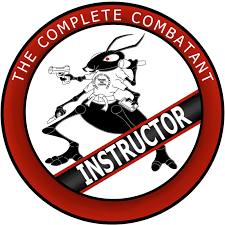 THE COMPLETE COMBATANT
INSTRUCTOR